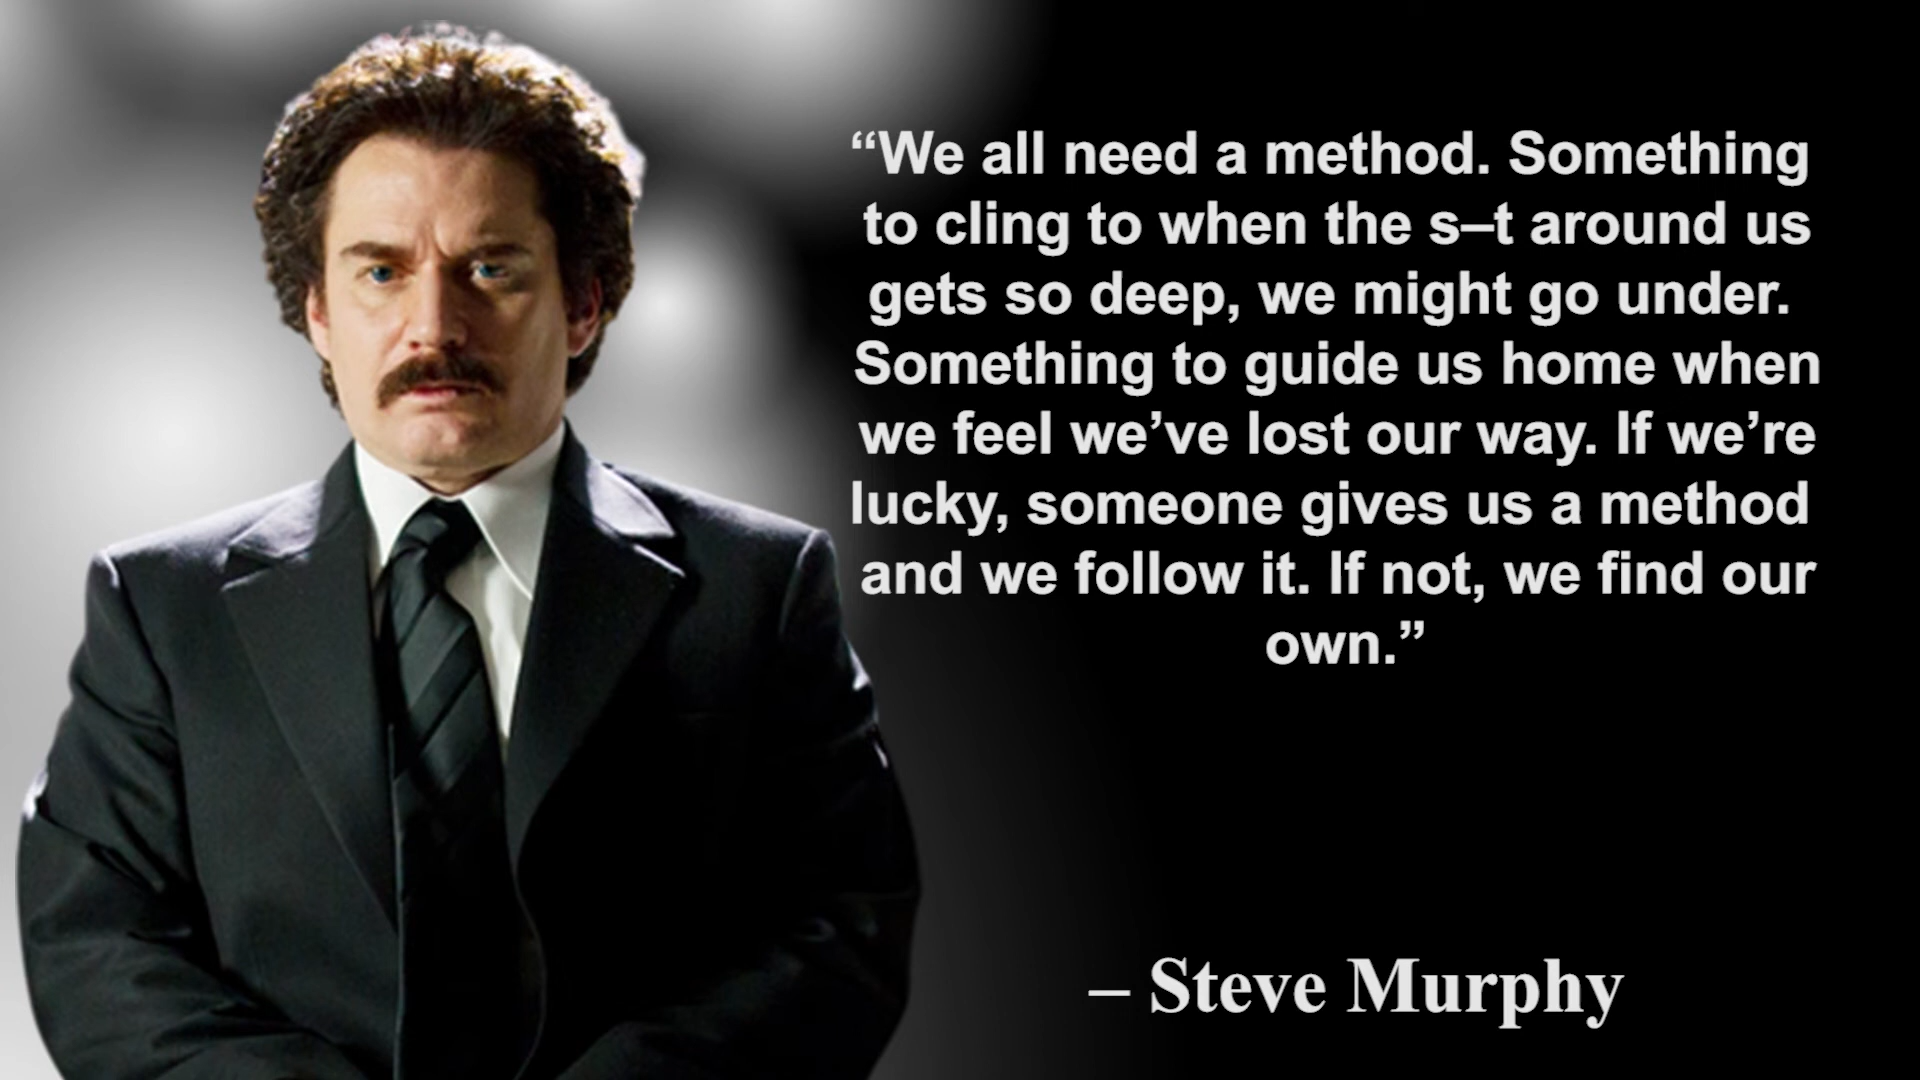 “We all need a method. Something
to cling to when the s–t around us
gets so deep, we might go under.
Something to guide us home when
we feel we’ve lost our way. If we’re
lucky, someone gives us a method
and we follow it. If not, we find our
own.”
– Steve Murphy